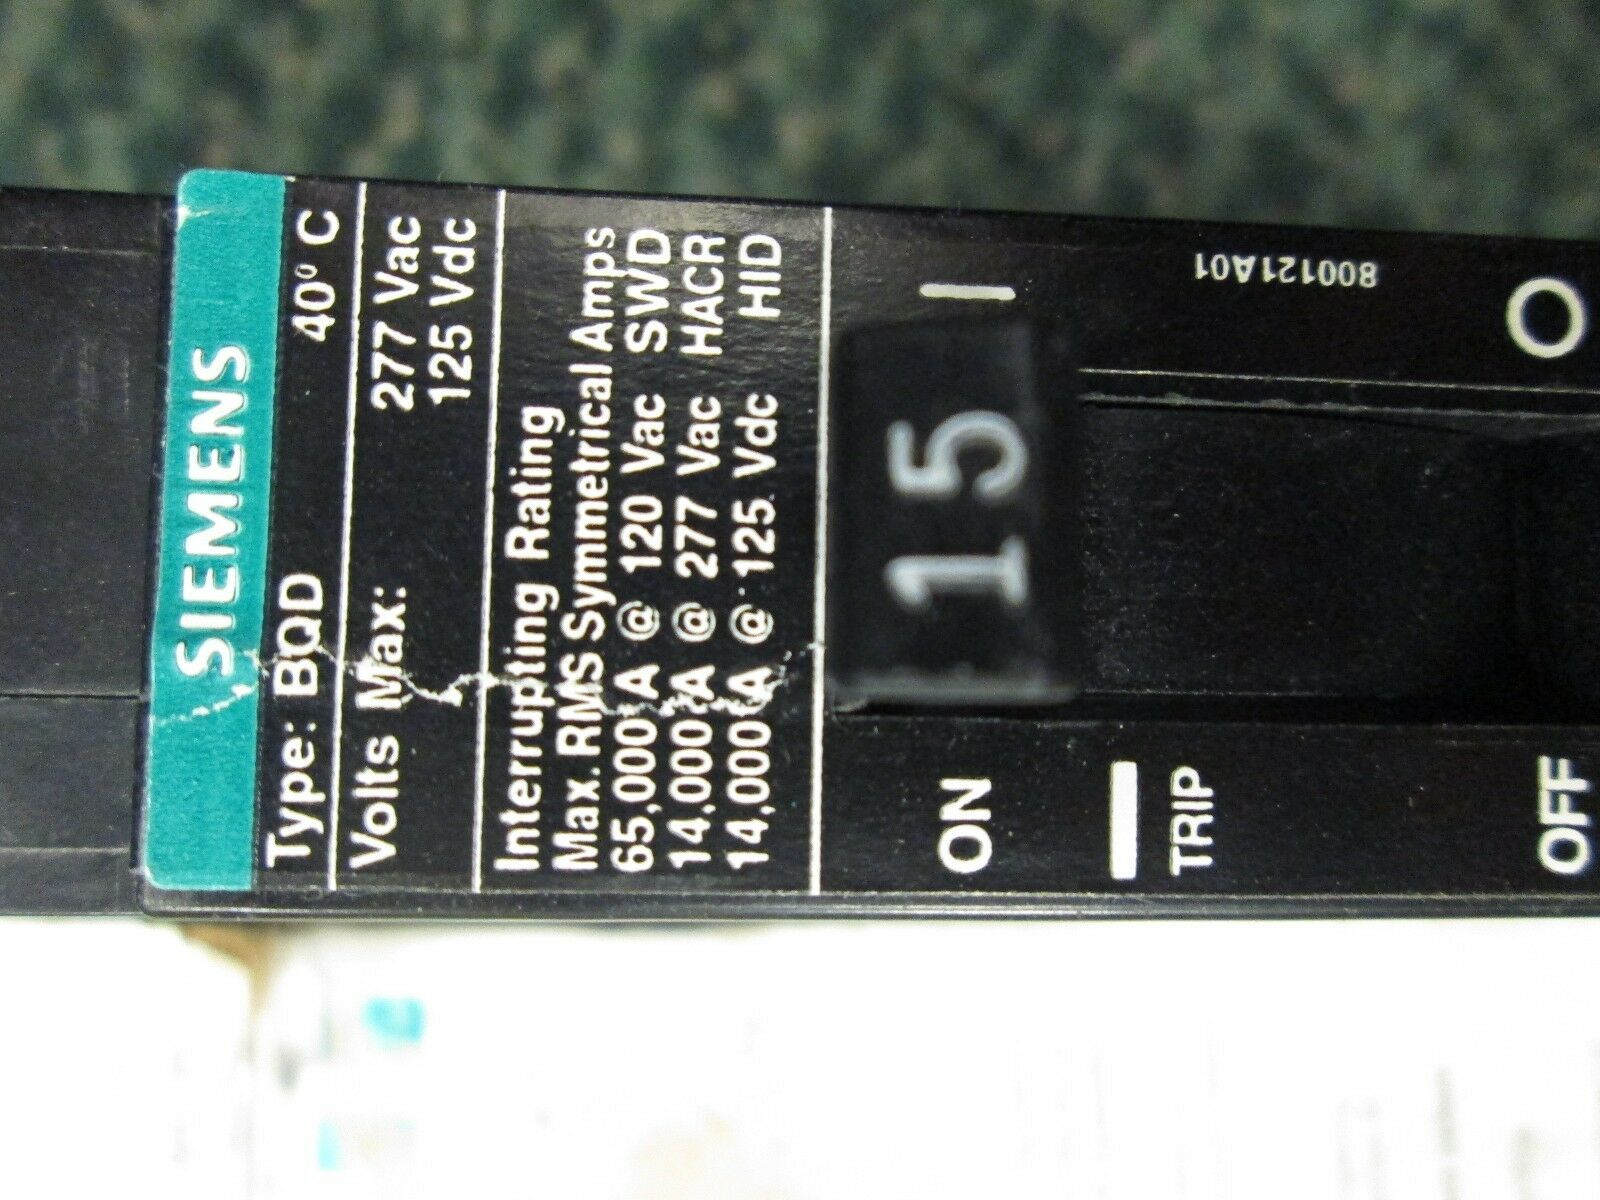 SIEMENS
Type: BQD 40° C
Volts Max: 277 Vac
125 Vdc
Interrupting Rating
Max. RMS Symmetrical Amps
65,000 A @ 120 Vac SWD
14,000 A @ 277 Vac HACR
14,000 A @ 125 Vdc HID
15
ON
TRIP
800121A01
OFF